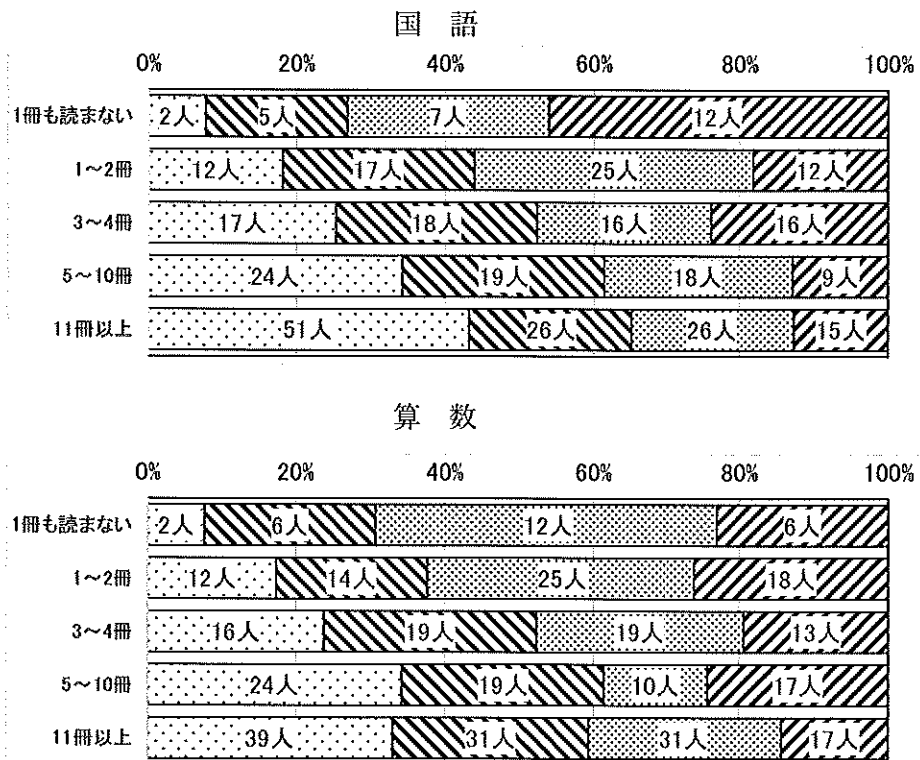 国 語
0% 20% 40% 60% 80% 100%
1冊も読まない 2人 5人 7人 12人
1～2冊 12人 17人 25人 12人
3～4冊 17人 18人 16人 16人
5～10冊 24人 19人 18人 9人
11冊以上 51人 26人 26人 15人
算 数
0% 20% 40% 60% 80% 100%
1冊も読まない 2人 6人 12人 6人
1～2冊 12人 14人 25人 18人
3～4冊 16人 19人 19人 13人
5～10冊 24人 19人 10人 17人
11冊以上 39人 31人 31人 17人